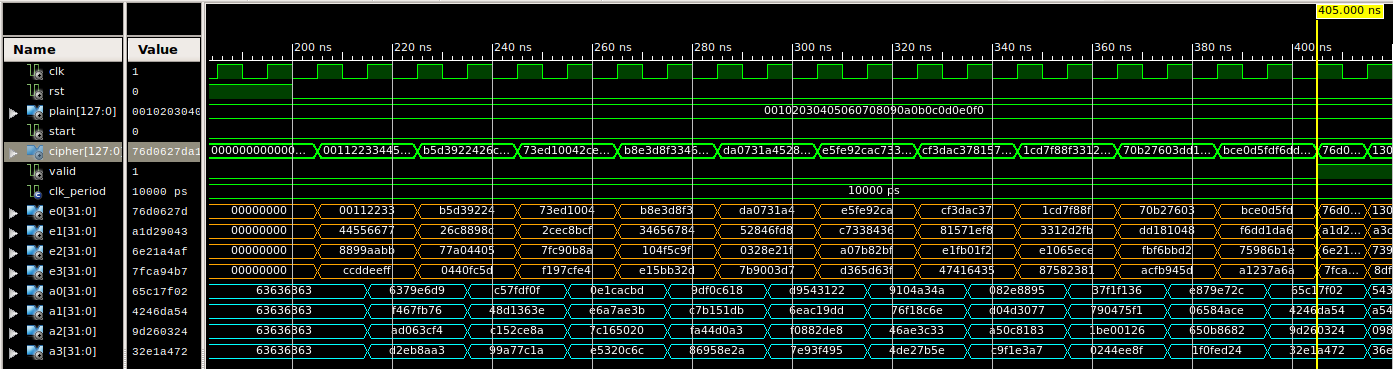 405.000 ns
Name Value
200 ns 220 ns 240 ns 260 ns 280 ns 300 ns 320 ns 340 ns 360 ns 380 ns 400 ns
clk 1
rst 0
plain[127:0] 0010203040 00102030405060708090a0b0c0d0e0f0
start 0
cipher[127:0] 76d0627da1 000000000000... 00112233445... b5d3922426c... 73ed10042ce... b8e3d8f3346... da0731a4528... e5fe92cac733... cf3dac378157... 1cd7f88f3312... 70b27603dd1... bce0d5fdf6dd... 76d0... 130
valid 1
clk_period 10000 ps 10000 ps
e0[31:0] 76d0627d 00000000 00112233 b5d39224 73ed1004 b8e3d8f3 da0731a4 e5fe92ca cf3dac37 1cd7f88f 70b27603 bce0d5fd 76d0... 130
e1[31:0] a1d29043 00000000 44556677 26c8898c 2cec8bcf 34656784 52846fd8 c7338436 81571ef8 3312d2fb dd181048 f6dd1da6 a1d2... a3c
e2[31:0] 6e21a4af 00000000 8899aabb 77a04405 7fc90b8a 104f5c9f 0328e21f a07b82bf e1fb01f2 e1065ece fbf6bbd2 75986b1e 6e21... 739
e3[31:0] 7fca94b7 00000000 ccddeeff 0440fc5d f197cfe4 e15bb32d 7b9003d7 d365d63f 47416435 87582381 acfb945d a1237a6a 7fca... 8df
a0[31:0] 65c17f02 63636363 6379e6d9 c57fdf0f 0e1cacbd 9df0c618 d9543122 9104a34a 082e8895 37f1f136 e879e72c 65c17f02 543
a1[31:0] 4246da54 63636363 f467fb76 48d1363e e6a7ae3b c7b151db 6eac19dd 76f18c6e d04d3077 790475f1 06584ace 4246da54 a54
a2[31:0] 9d260324 63636363 ad063cf4 c152ce8a 7c165020 fa44d0a3 f0882de8 46ae3c33 a50c8183 1be00126 650b8682 9d260324 098
a3[31:0] 32e1a472 63636363 d2eb8aa3 99a77c1a e5320c6c 86958e2a 7e93f495 4de27b5e c9f1e3a7 0244ee8f 1f0fed24 32e1a472 36e